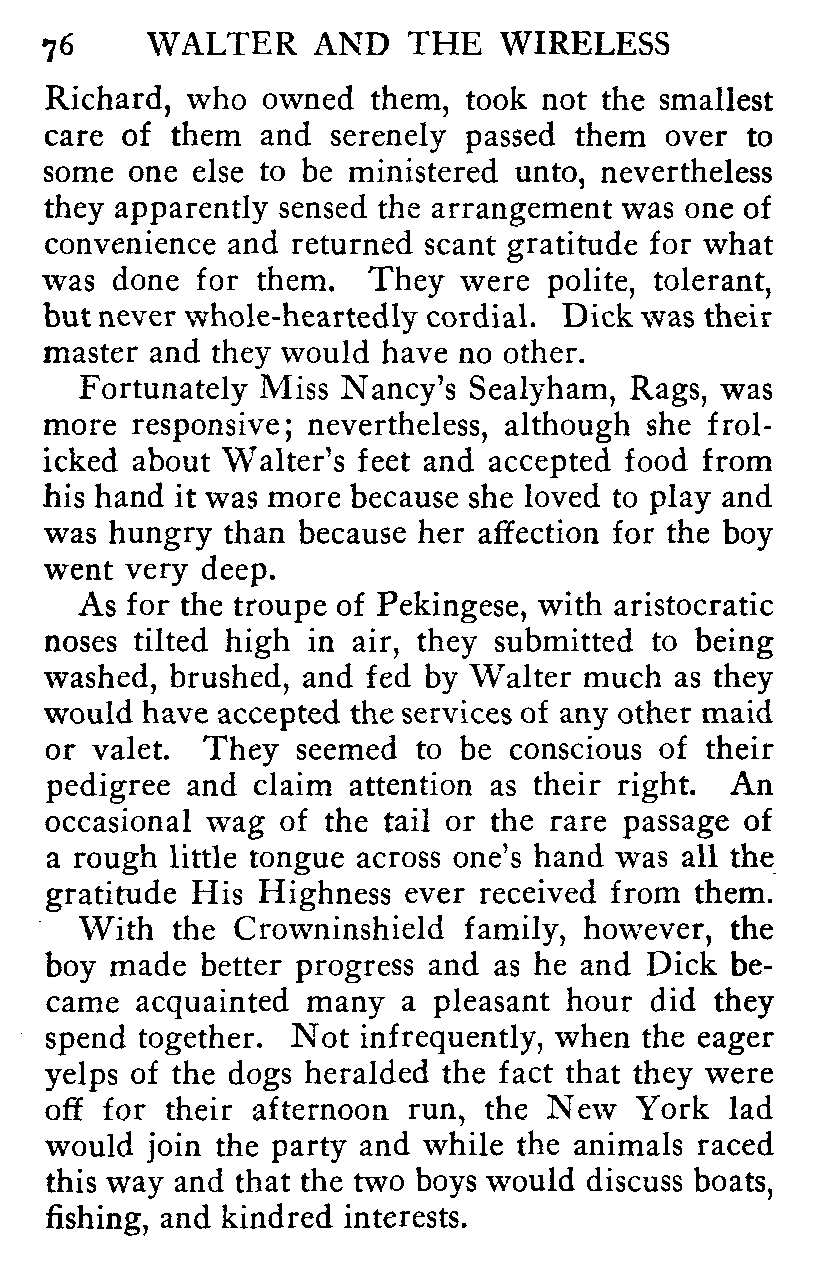 76 WALTER AND THE WIRELESS
Richard, who owned them, took not the smallest
care of them and serenely passed them over to
some one else to be ministered unto, nevertheless
they apparently sensed the arrangement was one of
convenience and returned scant gratitude for what
was done for them. They were polite, tolerant,
but never whole-heartedly cordial. Dick was their
master and they would have no other.
Fortunately Miss Nancy's Sealyham, Rags, was
more responsive; nevertheless, although she frol-
icked about Walter's feet and accepted food from
his hand it was more because she loved to play and
was hungry than because her affection for the boy
went very deep.
As for the troupe of Pekingese, with aristocratic
noses tilted high in air, they submitted to being
washed, brushed, and fed by Walter much as they
would have accepted the services of any other maid
or valet. They seemed to be conscious of their
pedigree and claim attention as their right. An
occasional wag of the tail or the rare passage of
a rough little tongue across one's hand was all the
gratitude His Highness ever received from them.
With the Crowninshield family, however, the
boy made better progress and as he and Dick be-
came acquainted many a pleasant hour did they
spend together. Not infrequently, when the eager
yelps of the dogs heralded the fact that they were
off for their afternoon run, the New York lad
would join the party and while the animals raced
this way and that the two boys would discuss boats,
fishing, and kindred interests.